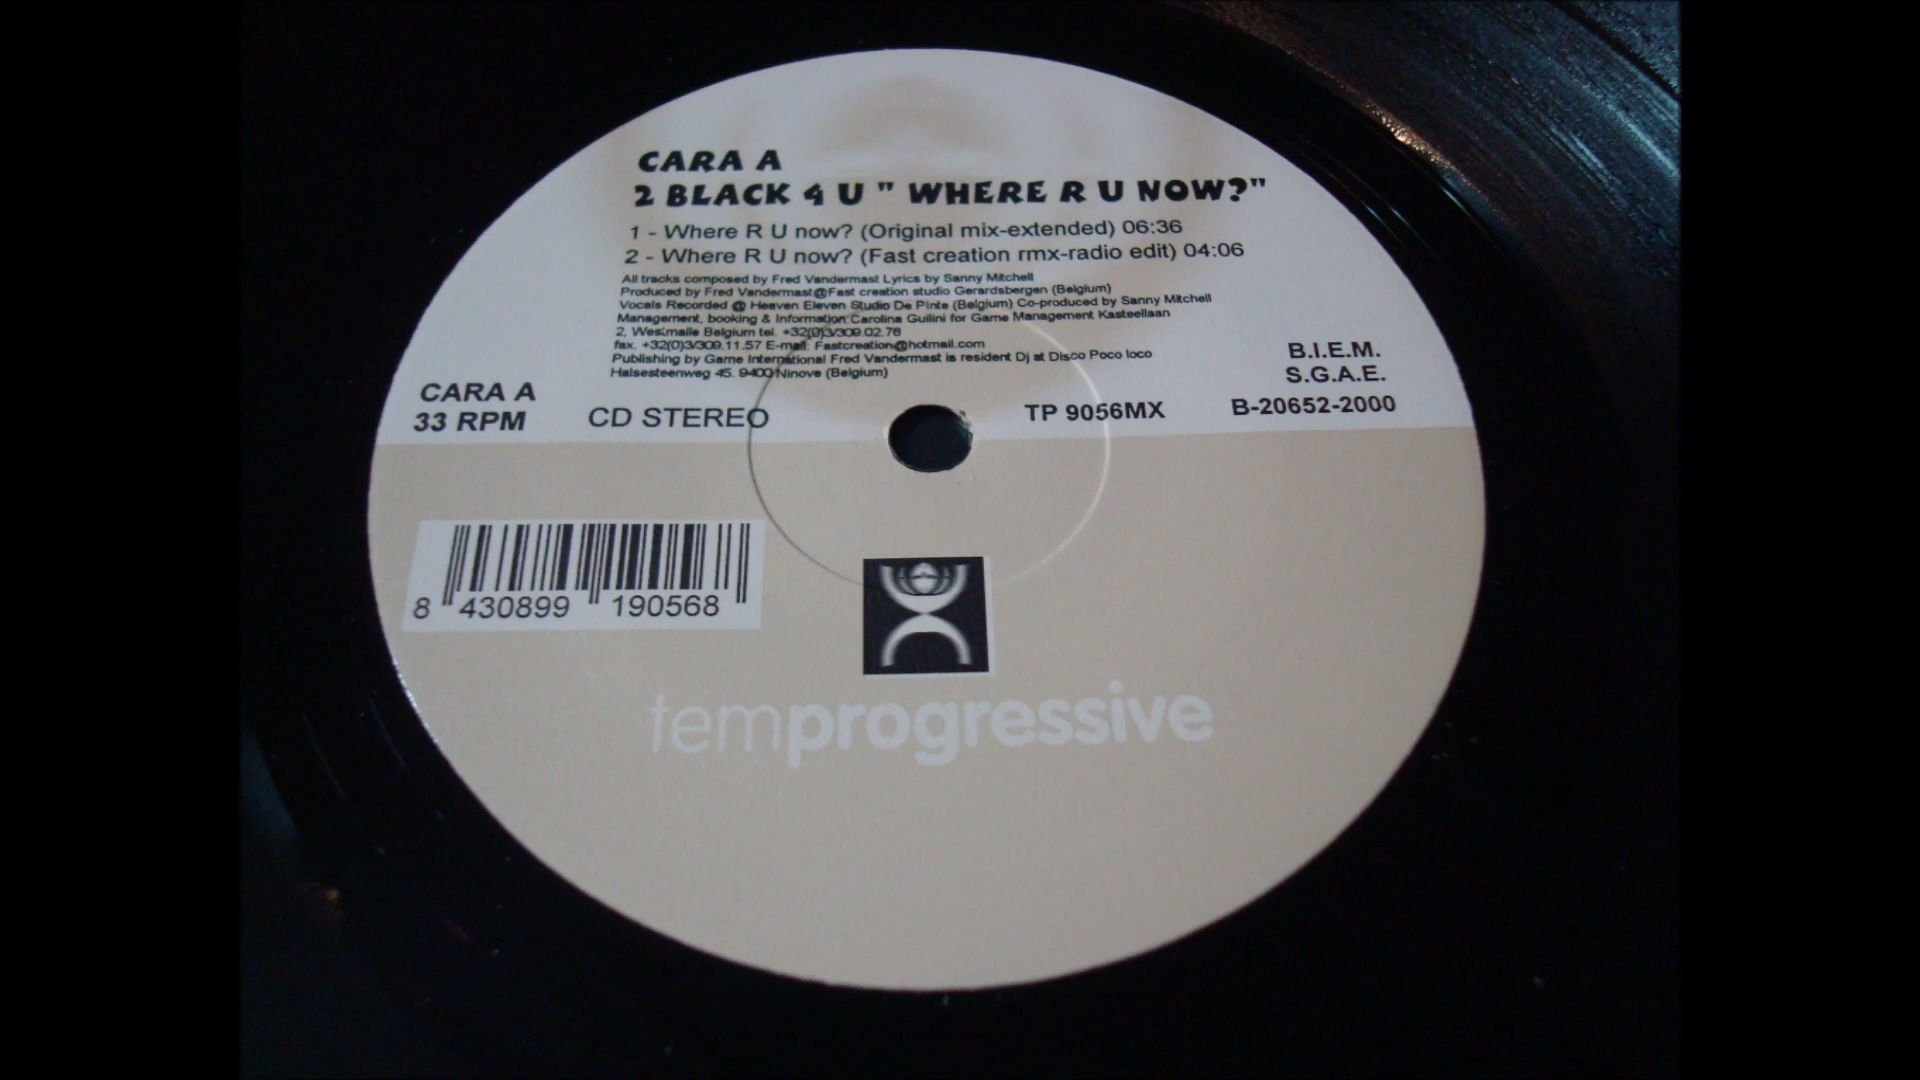 CARA A
2 BLACK 4 U " WHERE R U NOW?"
1 - Where R U now? (Original mix-extended) 06:36
2 - Where R U now? (Fast creation rmx-radio edit) 04:06
All tracks composed by Fred Vandermast Lyrics by Sanny Mitchell
Produced by Fred Vandermast@Fast creation studio Gerardsbergen (Belgium)
Vocals Recorded @ Heaven Eleven Studio De Pinte (Belgium) Co-produced by Sanny Mitchell
Management, booking & Information:Carolina Guilini for Game Management Kasteellaan
2, Westmalle Belgium tel. +32(0)3/309.02.76
fax. +32(0)3/309.11.57 E-mail: Fastcreation@hotmail.com
Publishing by Game International Fred Vandermast is resident Dj at Disco Poco loco
Halsesteenweg 45. 9400 Ninove (Belgium)
B.I.E.M.
S.G.A.E.
CARA A
33 RPM CD STEREO TP 9056MX B-20652-2000
8 430899 190568
temprogressive